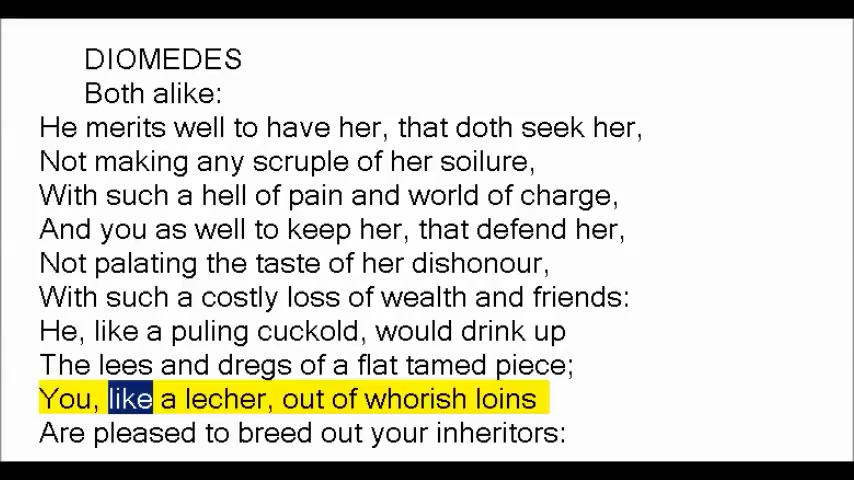 DIOMEDES
Both alike:
He merits well to have her, that doth seek her,
Not making any scruple of her soilure,
With such a hell of pain and world of charge,
And you as well to keep her, that defend her,
Not palating the taste of her dishonour,
With such a costly loss of wealth and friends:
He, like a puling cuckold, would drink up
The lees and dregs of a flat tamed piece;
You, like a lecher, out of whorish loins
Are pleased to breed out your inheritors: